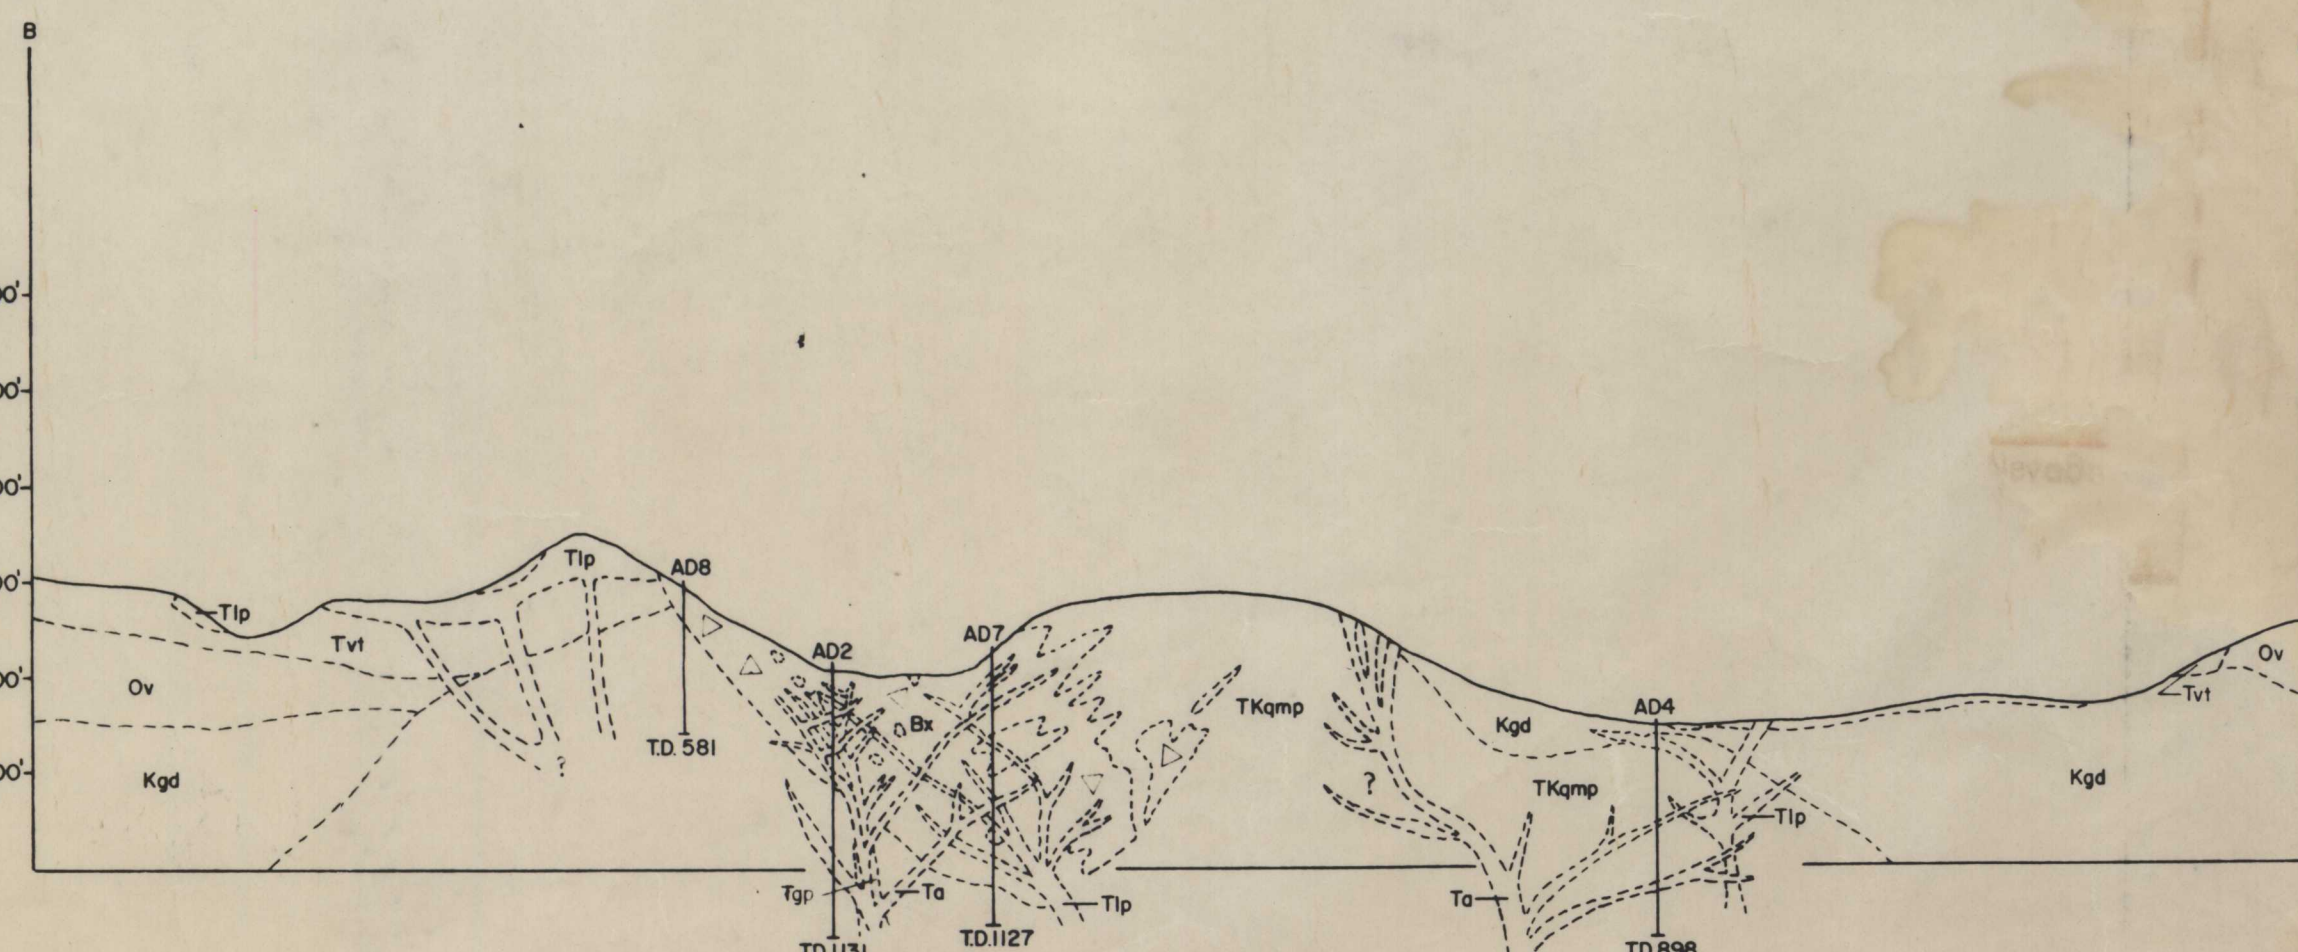 B
00'
00'
00'
00'
00'
00'
Tlp
AD8
Tlp
Tvt
AD7
AD2
Ov
Ov
Tvt
TKqmp
AD4
Kgd
Bx
T.D. 581
?
Kgd
?
TKqmp
Kgd
Tlp
Tgp
Ta
Tlp
Ta
T.D. 1131
T.D. 1127
T.D. 898